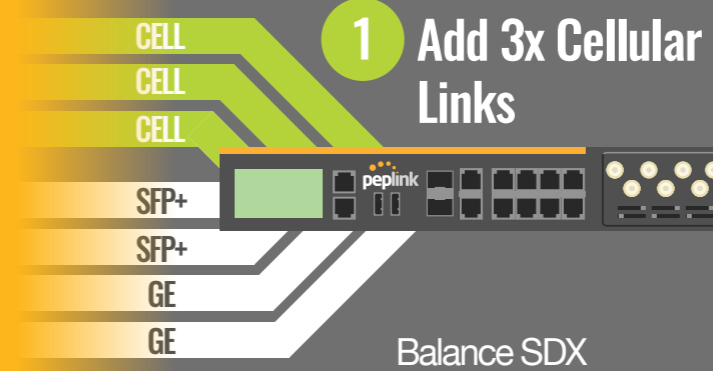 CELL
CELL
CELL
SFP+
SFP+
GE
GE
1
Add 3x Cellular
Links
peplink
Balance SDX